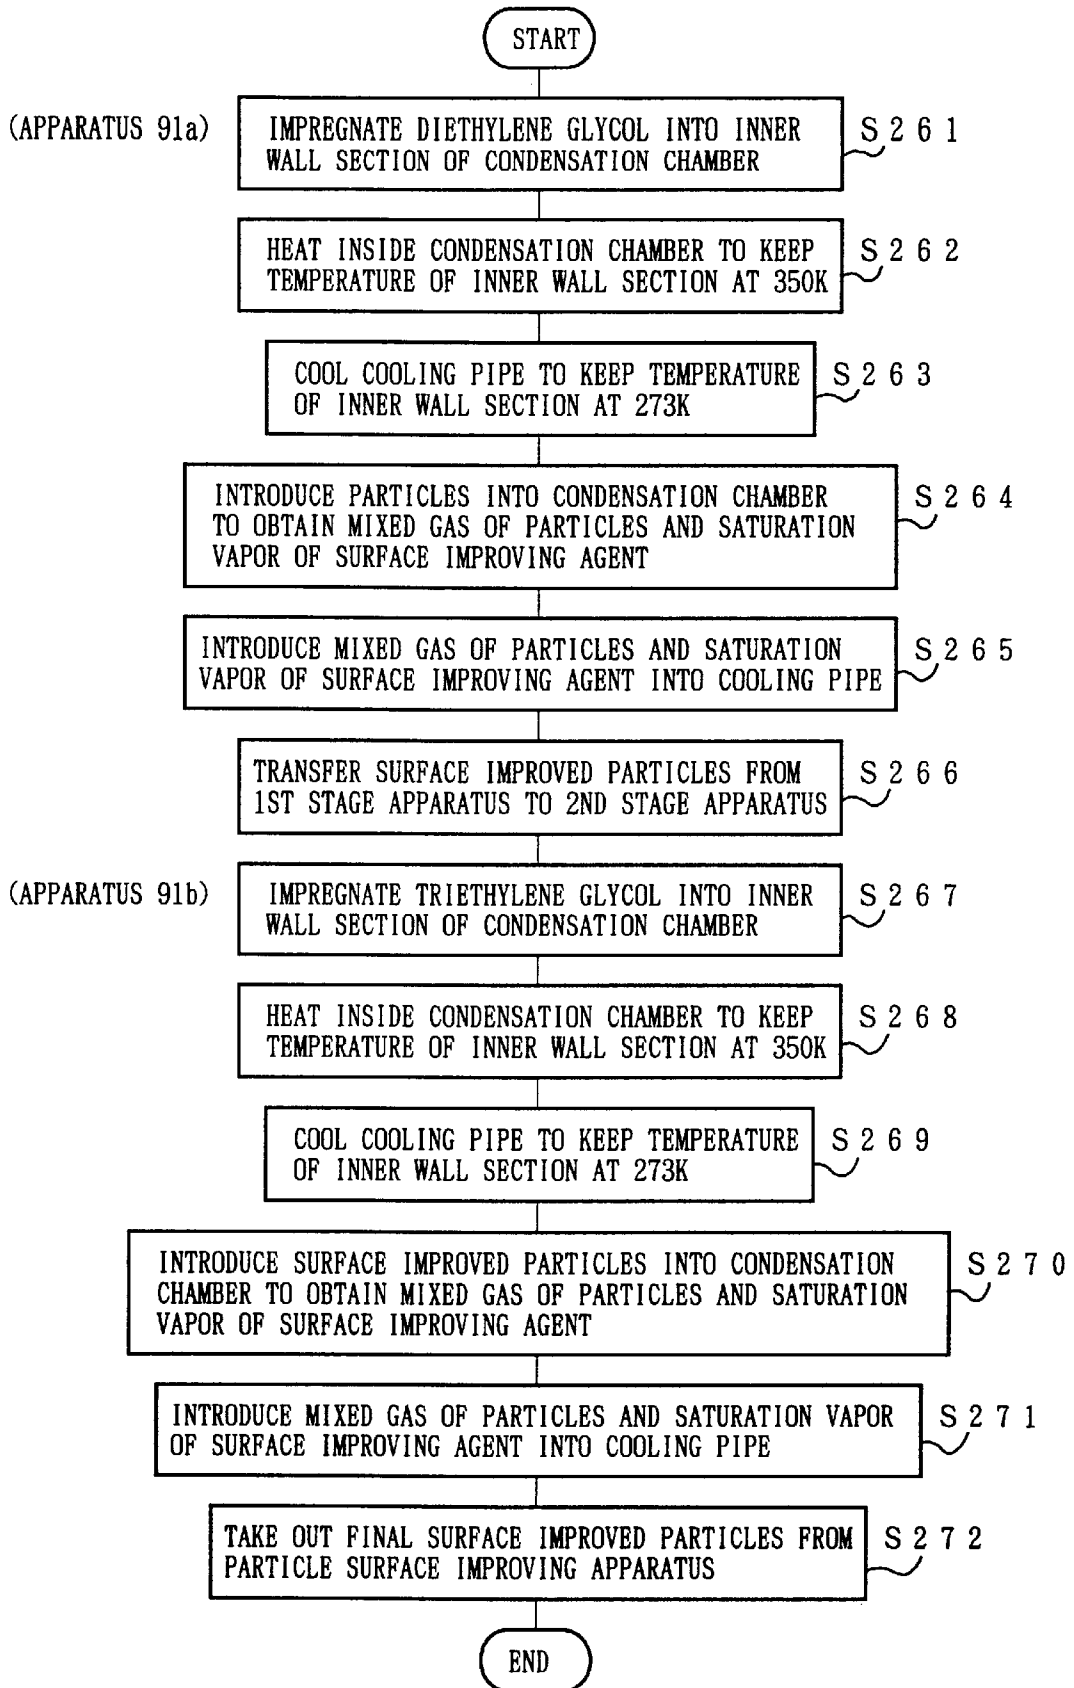 START
(APPARATUS 91a)
IMPREGNATE DIETHYLENE GLYCOL INTO INNER
WALL SECTION OF CONDENSATION CHAMBER
S261
HEAT INSIDE CONDENSATION CHAMBER TO KEEP
TEMPERATURE OF INNER WALL SECTION AT 350K
S262
COOL COOLING PIPE TO KEEP TEMPERATURE
OF INNER WALL SECTION AT 273K
S263
INTRODUCE PARTICLES INTO CONDENSATION CHAMBER
TO OBTAIN MIXED GAS OF PARTICLES AND SATURATION
VAPOR OF SURFACE IMPROVING AGENT
S264
INTRODUCE MIXED GAS OF PARTICLES AND SATURATION
VAPOR OF SURFACE IMPROVING AGENT INTO COOLING PIPE
S265
TRANSFER SURFACE IMPROVED PARTICLES FROM
1ST STAGE APPARATUS TO 2ND STAGE APPARATUS
S266
(APPARATUS 91b)
IMPREGNATE TRIETHYLENE GLYCOL INTO INNER
WALL SECTION OF CONDENSATION CHAMBER
S267
HEAT INSIDE CONDENSATION CHAMBER TO KEEP
TEMPERATURE OF INNER WALL SECTION AT 350K
S268
COOL COOLING PIPE TO KEEP TEMPERATURE
OF INNER WALL SECTION AT 273K
S269
INTRODUCE SURFACE IMPROVED PARTICLES INTO CONDENSATION
CHAMBER TO OBTAIN MIXED GAS OF PARTICLES AND SATURATION
VAPOR OF SURFACE IMPROVING AGENT
S270
INTRODUCE MIXED GAS OF PARTICLES AND SATURATION VAPOR
OF SURFACE IMPROVING AGENT INTO COOLING PIPE
S271
TAKE OUT FINAL SURFACE IMPROVED PARTICLES FROM
PARTICLE SURFACE IMPROVING APPARATUS
S272
END